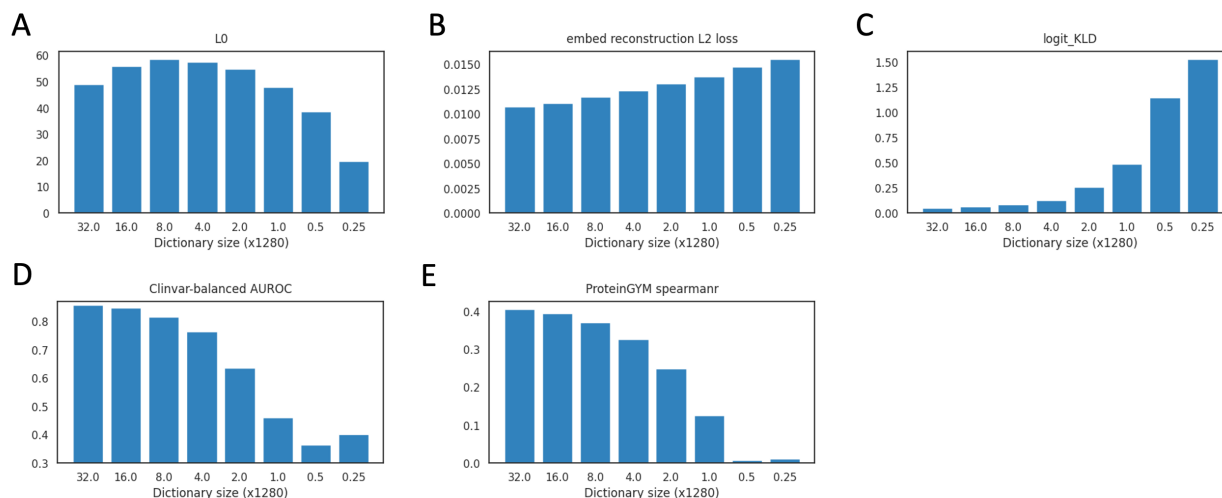 A
L0
60
50
40
30
20
10
0
32.0 16.0 8.0 4.0 2.0 1.0 0.5 0.25
Dictionary size (x1280)
B
embed reconstruction L2 loss
0.0150
0.0125
0.0100
0.0075
0.0050
0.0025
0.0000
32.0 16.0 8.0 4.0 2.0 1.0 0.5 0.25
Dictionary size (x1280)
C
logit_KLD
1.50
1.25
1.00
0.75
0.50
0.25
0.00
32.0 16.0 8.0 4.0 2.0 1.0 0.5 0.25
Dictionary size (x1280)
D
Clinvar-balanced AUROC
0.8
0.7
0.6
0.5
0.4
0.3
32.0 16.0 8.0 4.0 2.0 1.0 0.5 0.25
Dictionary size (x1280)
E
ProteinGYM spearmanr
0.4
0.3
0.2
0.1
0.0
32.0 16.0 8.0 4.0 2.0 1.0 0.5 0.25
Dictionary size (x1280)